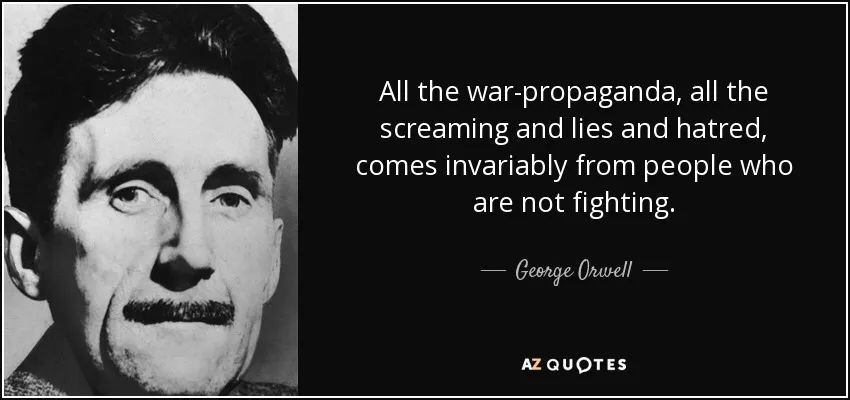 All the war-propaganda, all the
screaming and lies and hatred,
comes invariably from people who
are not fighting.
George Orwell
AZ QUOTES